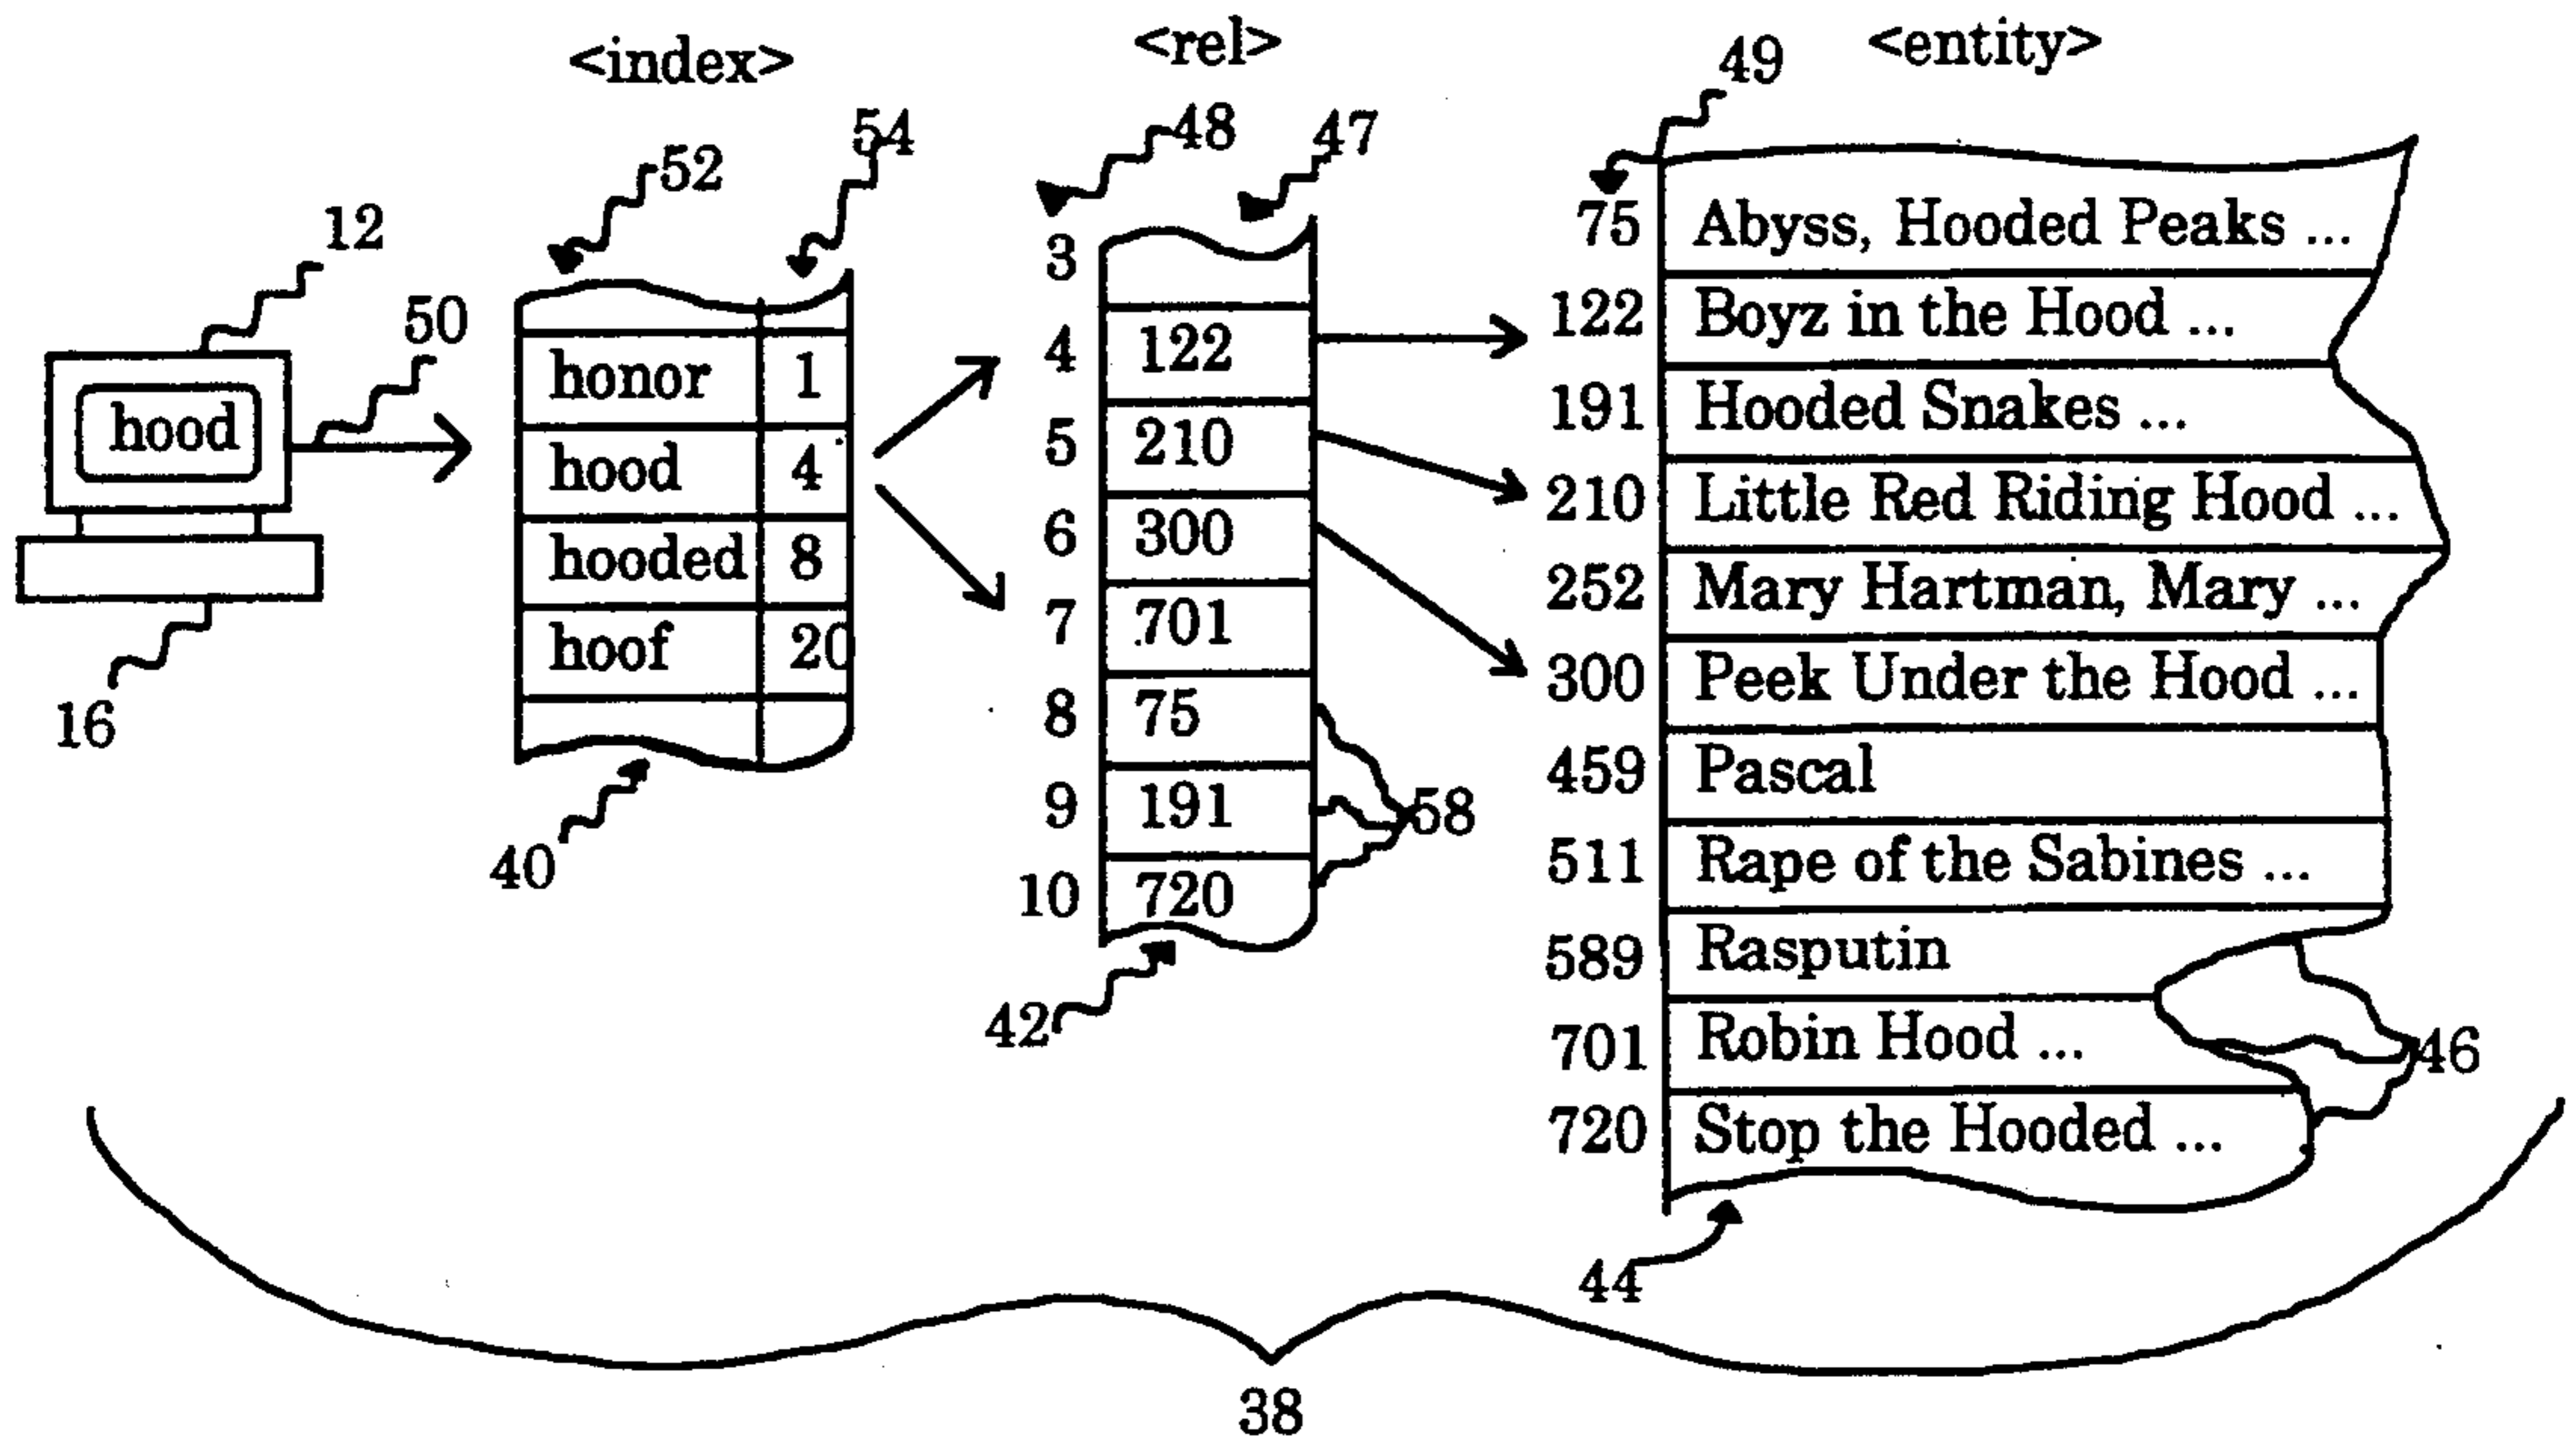 <index>
<rel>
<entity>
49
54
48
47
52
12
50
hood
16
honor 1
hood 4
hooded 8
hoof 20
40
3
4 122
5 210
6 300
7 701
8 75
9 191
10 720
58
42
75 Abyss, Hooded Peaks ...
122 Boyz in the Hood ...
191 Hooded Snakes ...
210 Little Red Riding Hood ...
252 Mary Hartman, Mary ...
300 Peek Under the Hood ...
459 Pascal
511 Rape of the Sabines ...
589 Rasputin
701 Robin Hood ...
720 Stop the Hooded ...
46
44
38